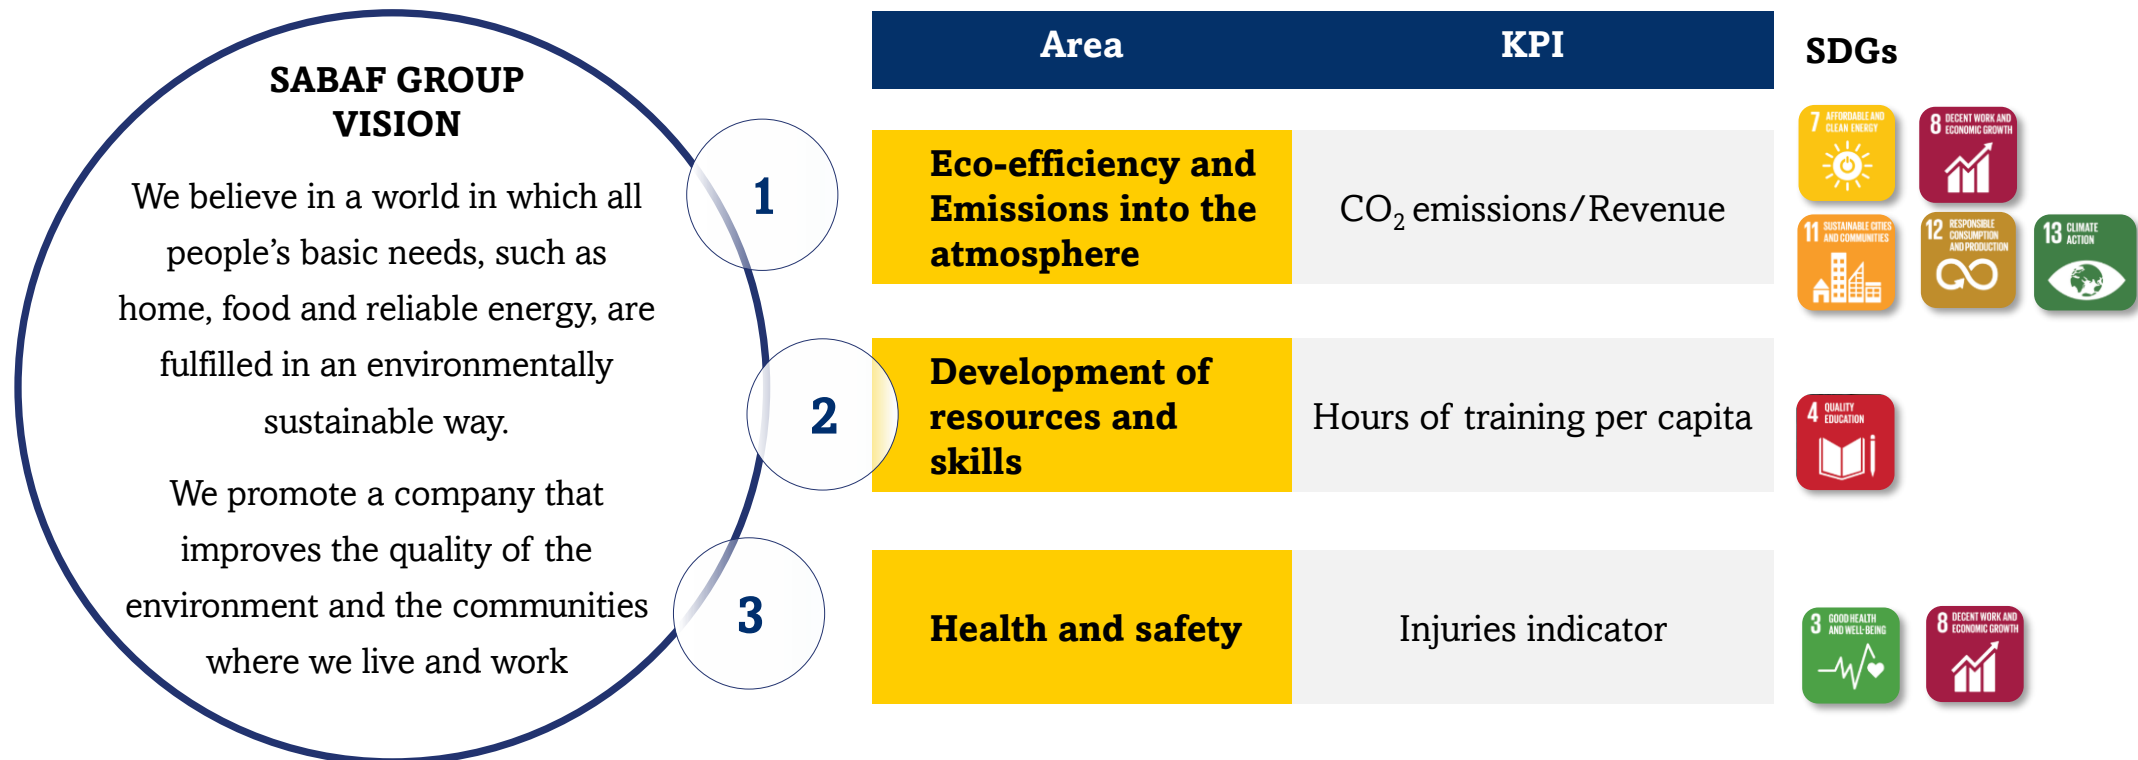 SABAF GROUP
VISION
We believe in a world in which all
people’s basic needs, such as
home, food and reliable energy, are
fulfilled in an environmentally
sustainable way.
We promote a company that
improves the quality of the
environment and the communities
where we live and work
Area
KPI
SDGs
1
Eco-efficiency and
Emissions into the
atmosphere
CO₂ emissions/Revenue
7 AFFORDABLE AND
CLEAN ENERGY
8 DECENT WORK AND
ECONOMIC GROWTH
11 SUSTAINABLE CITIES
AND COMMUNITIES
12 RESPONSIBLE
CONSUMPTION
AND PRODUCTION
13 CLIMATE
ACTION
2
Development of
resources and
skills
Hours of training per capita
4 QUALITY
EDUCATION
3
Health and safety
Injuries indicator
3 GOOD HEALTH
AND WELL-BEING
8 DECENT WORK AND
ECONOMIC GROWTH